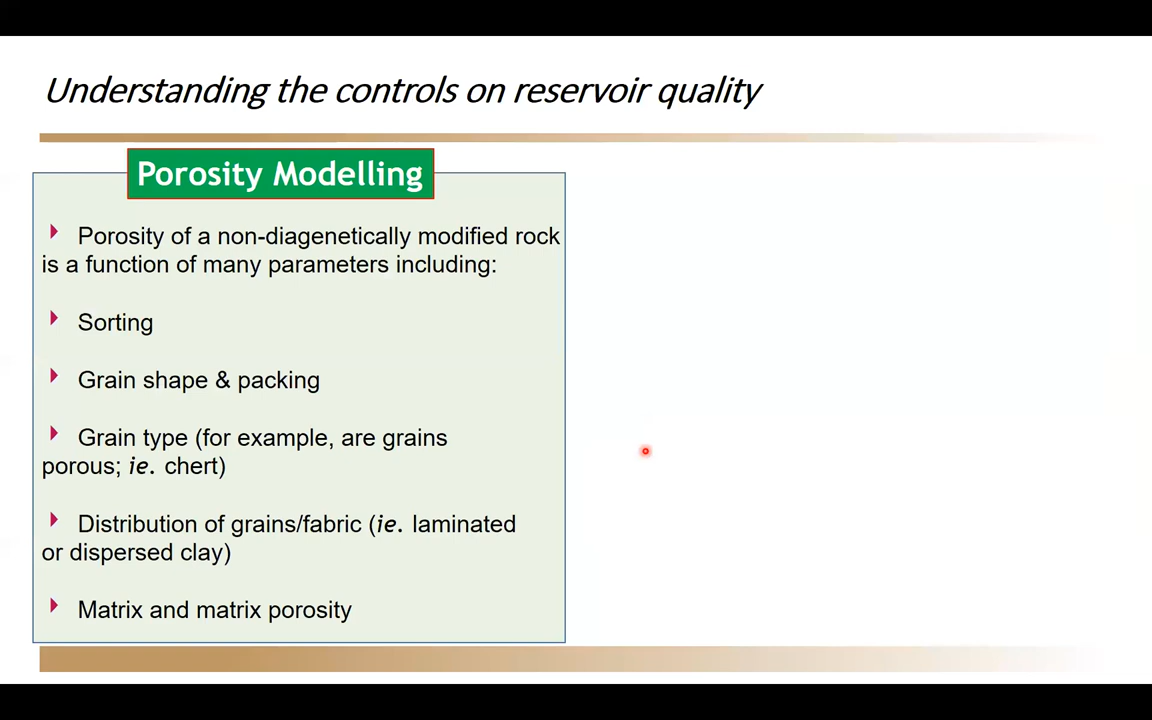 Understanding the controls on reservoir quality
Porosity Modelling
Porosity of a non-diagenetically modified rock
is a function of many parameters including:
Sorting
Grain shape & packing
Grain type (for example, are grains
porous; ie. chert)
Distribution of grains/fabric (ie. laminated
or dispersed clay)
Matrix and matrix porosity